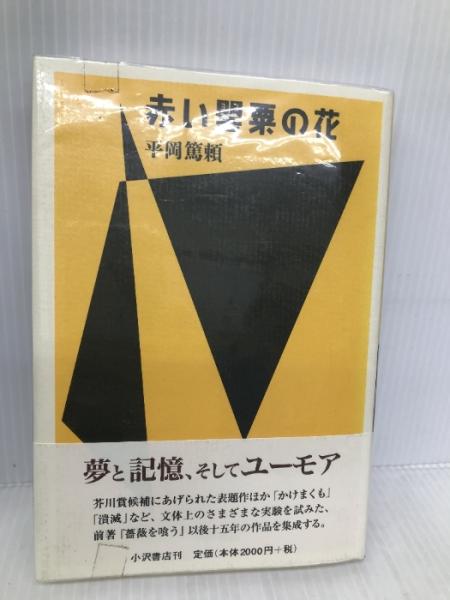 赤い罌粟の花
平岡篤頼
夢と記憶、そしてユーモア
芥川賞候補にあげられた表題作ほか「かけまくも」
「潰滅」など、文体上のさまざまな実験を試みた、
前著『薔薇を喰う』以後十五年の作品を集成する。
小沢書店刊 定価(本体2000円+税)